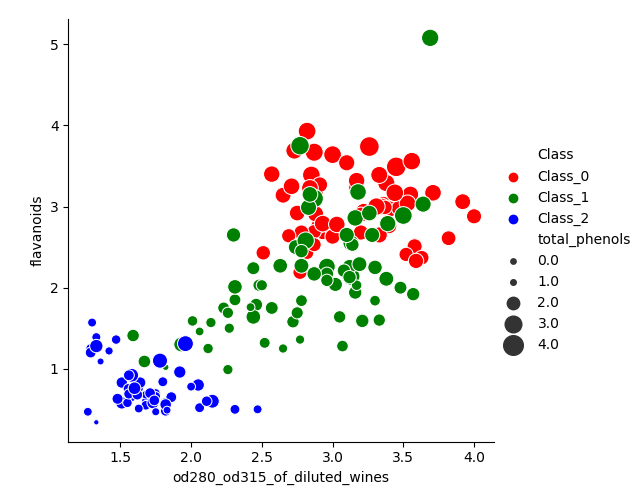 5
4
3
2
1
flavanoids
1.5
2.0
2.5
3.0
3.5
4.0
od280_od315_of_diluted_wines
Class
Class_0
Class_1
Class_2
total_phenols
0.0
1.0
2.0
3.0
4.0